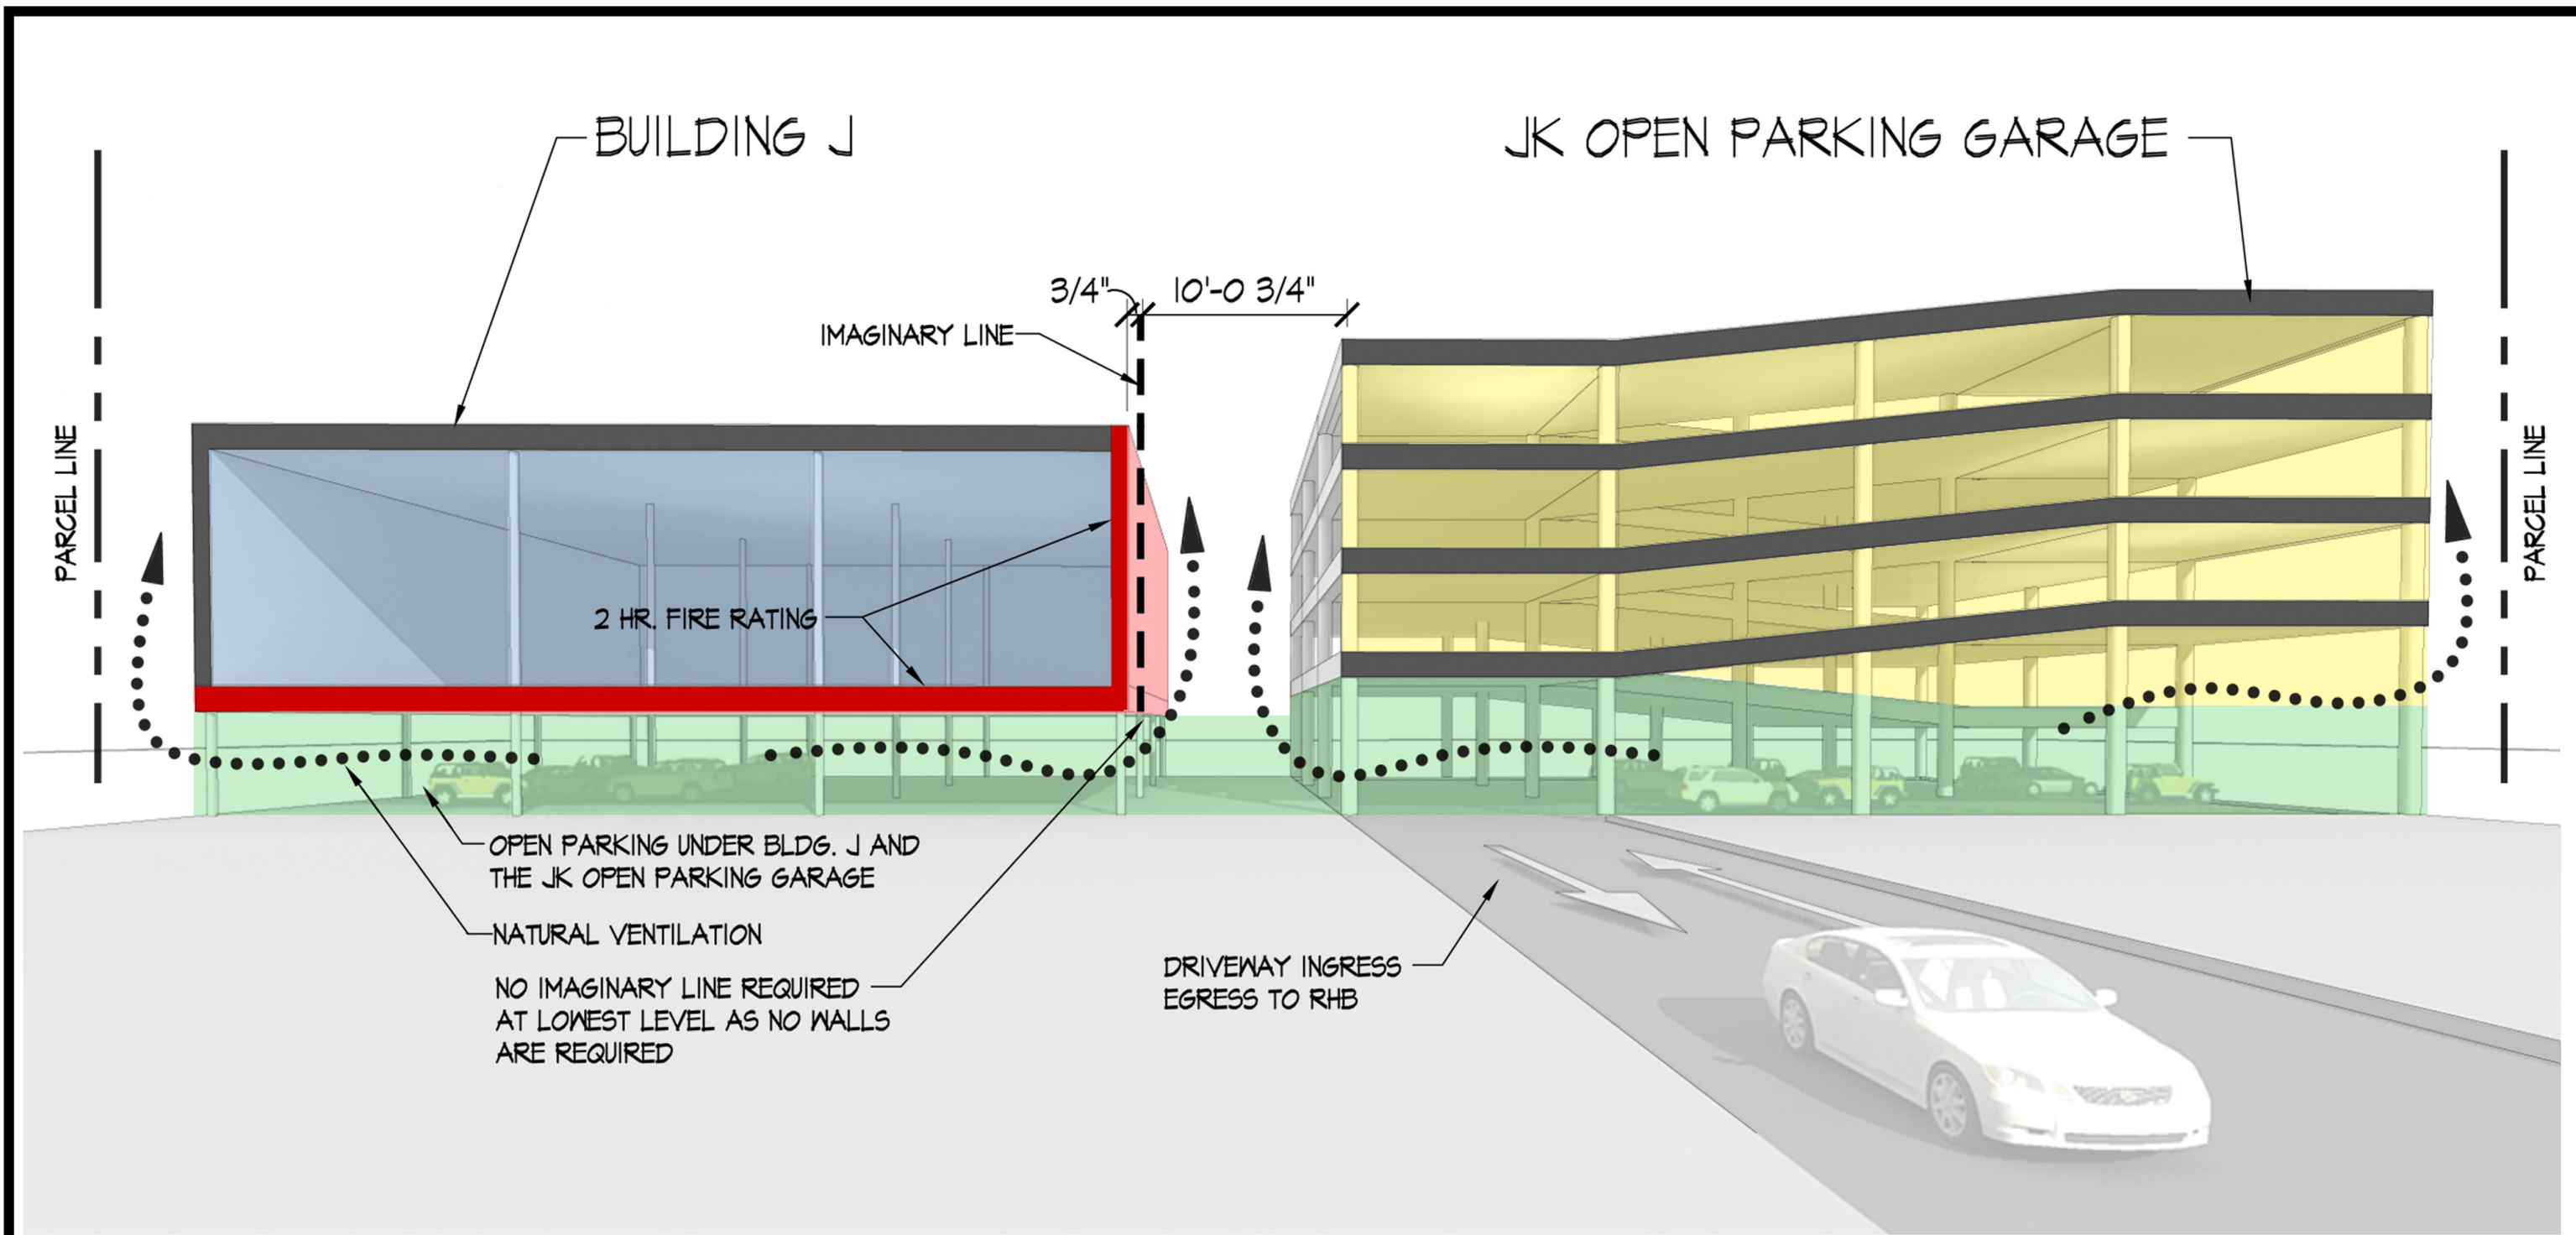 BUILDING J
JK OPEN PARKING GARAGE
3/4"
10'-0 3/4"
IMAGINARY LINE
PARCEL LINE
PARCEL LINE
2 HR. FIRE RATING
OPEN PARKING UNDER BLDG. J AND
THE JK OPEN PARKING GARAGE
NATURAL VENTILATION
NO IMAGINARY LINE REQUIRED
AT LOWEST LEVEL AS NO WALLS
ARE REQUIRED
DRIVEWAY INGRESS
EGRESS TO RHB